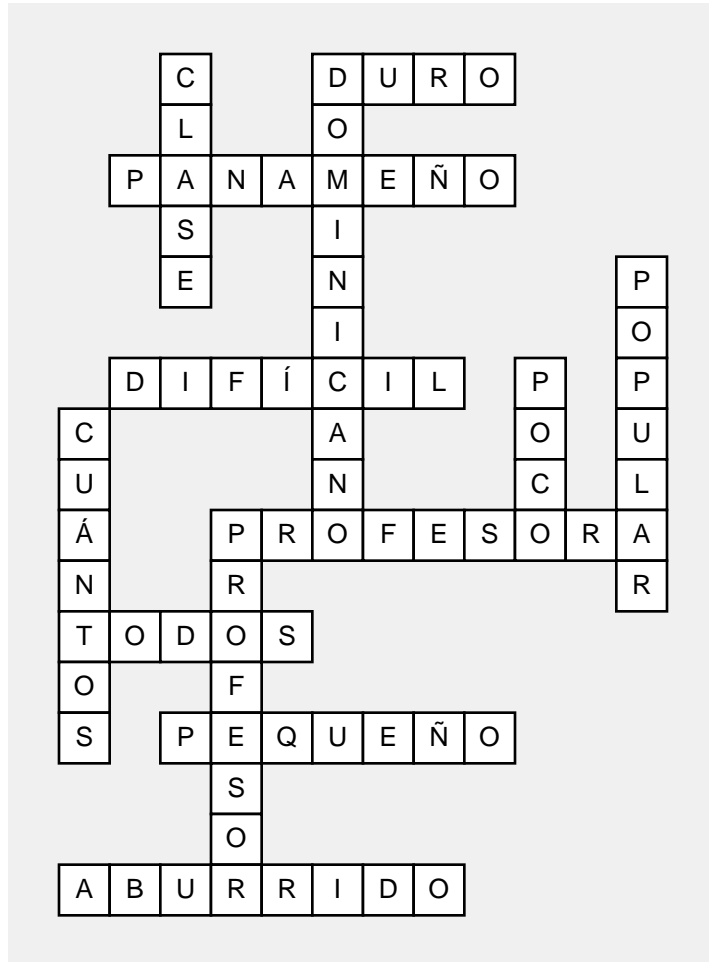 C D U R O
L O
P A N A M E Ñ O
S I
E N P
I O
D I F Í C I L P P
C A O U
U N C L
Á P R O F E S O R A
N R R
T O D O S
O F
S P E Q U E Ñ O
S
O
A B U R R I D O